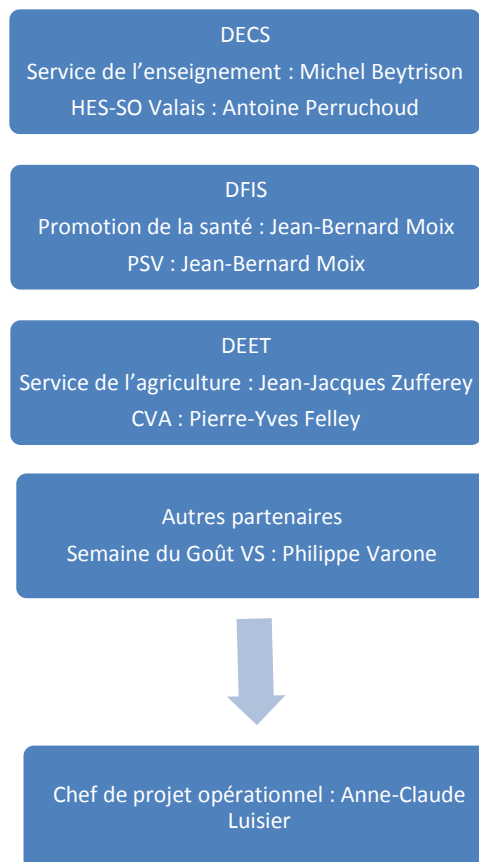 DECS
Service de l’enseignement : Michel Beytrison
HES-SO Valais : Antoine Perruchoud
DFIS
Promotion de la santé : Jean-Bernard Moix
PSV : Jean-Bernard Moix
DEET
Service de l’agriculture : Jean-Jacques Zufferey
CVA : Pierre-Yves Felley
Autres partenaires
Semaine du Goût VS : Philippe Varone
Chef de projet opérationnel : Anne-Claude
Luisier